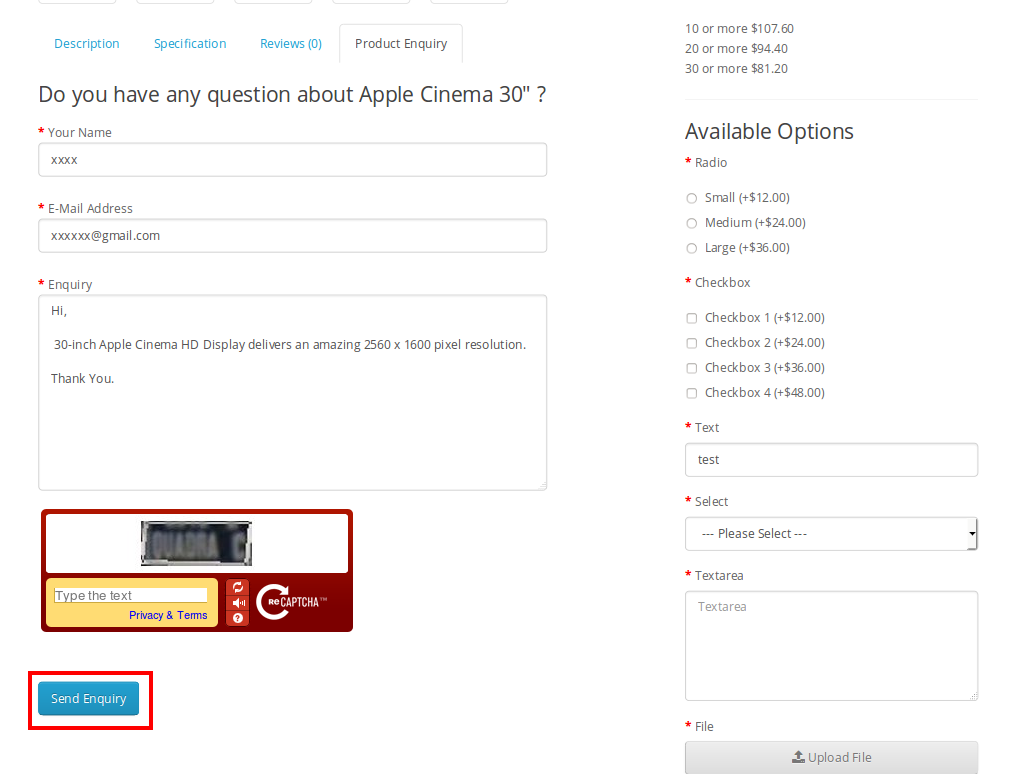 Description
Specification
Reviews (0)
Product Enquiry
Do you have any question about Apple Cinema 30" ?
* Your Name
xxxx
* E-Mail Address
xxxxxx@gmail.com
* Enquiry
Hi,
30-inch Apple Cinema HD Display delivers an amazing 2560 x 1600 pixel resolution.
Thank You.
QUADRA C
Type the text
Privacy & Terms
?
reCAPTCHA™
Send Enquiry
10 or more $107.60
20 or more $94.40
30 or more $81.20
Available Options
* Radio
Small (+$12.00)
Medium (+$24.00)
Large (+$36.00)
* Checkbox
Checkbox 1 (+$12.00)
Checkbox 2 (+$24.00)
Checkbox 3 (+$36.00)
Checkbox 4 (+$48.00)
* Text
test
* Select
--- Please Select ---
* Textarea
Textarea
* File
Upload File